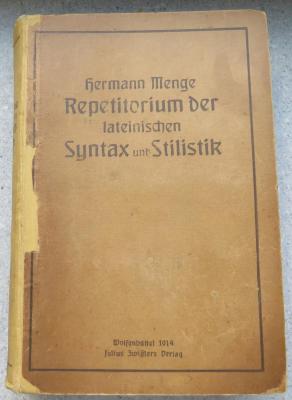 Hermann Menge
Repetitorium der
lateinischen
Syntax und Stilistik
Wolfenbüttel 1914
Julius Zwißlers Verlag